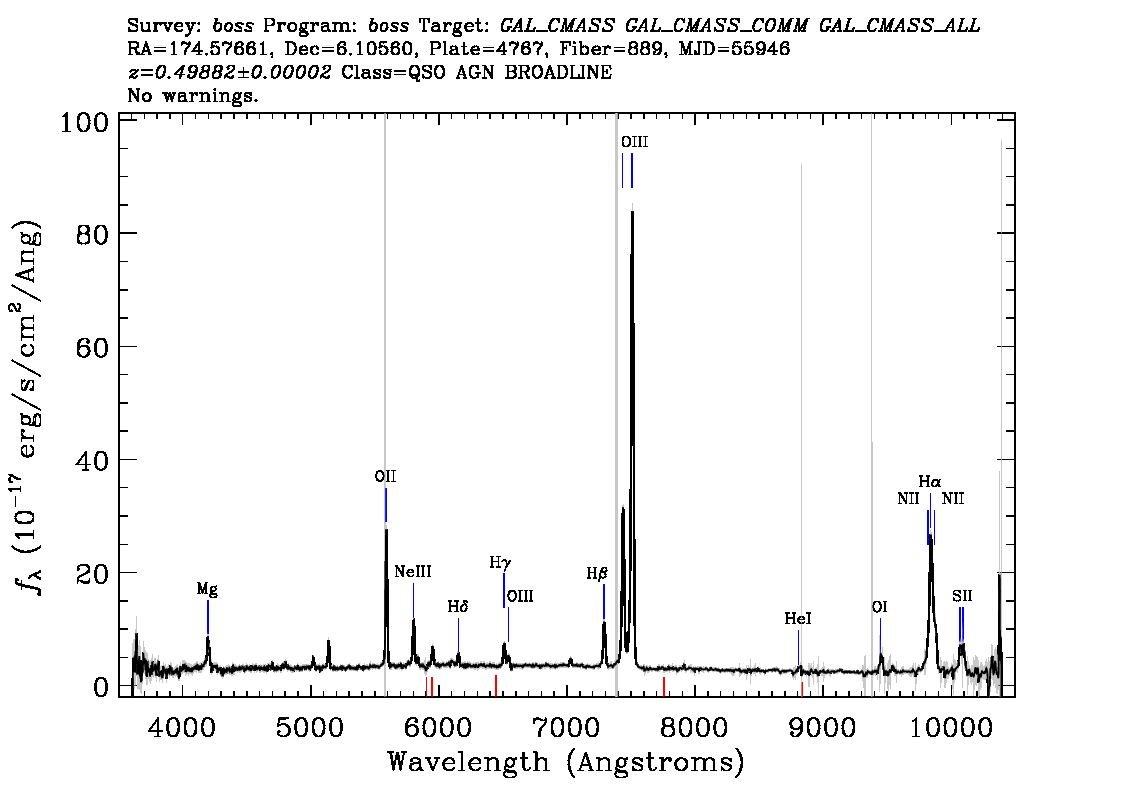 Survey: boss Program: boss Target: GAL_CMASS GAL_CMASS_COMM GAL_CMASS_ALL
RA=174.57661, Dec=6.10560, Plate=4767, Fiber=889, MJD=55946
z=0.49882±0.00002 Class=QSO AGN BROADLINE
No warnings.
100
80
60
40
20
0
f_λ (10^−17 erg/s/cm^2/Ang)
OIII
OII
Hα
NII NII
NeIII
Hγ
Hβ
Mg
OIII
Hδ
SII
OI
HeI
4000 5000 6000 7000 8000 9000 10000
Wavelength (Angstroms)